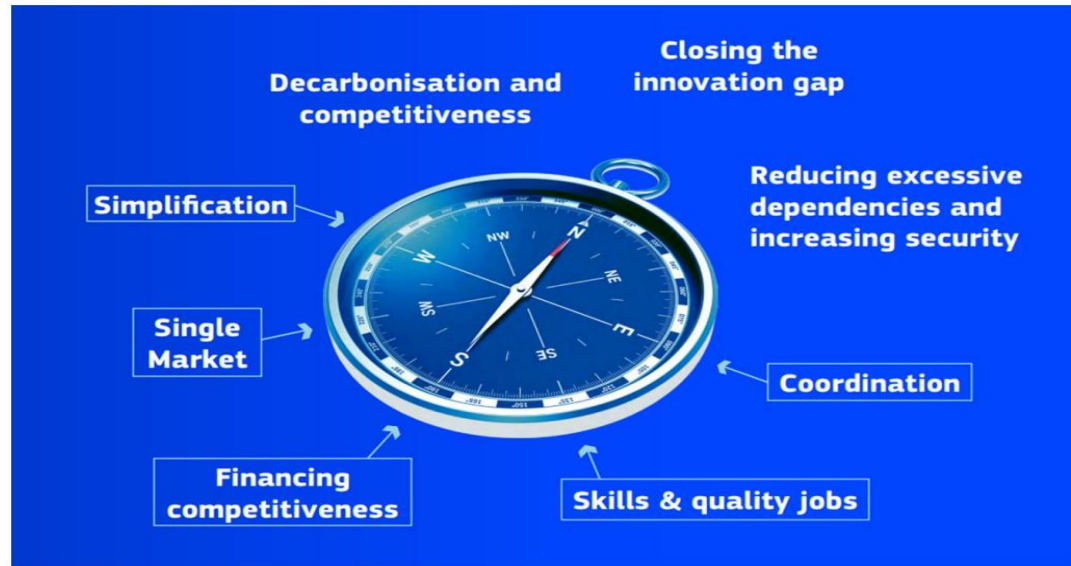 Closing the
innovation gap
Decarbonisation and
competitiveness
Reducing excessive
dependencies and
increasing security
Simplification
Single
Market
Coordination
Financing
competitiveness
Skills & quality jobs
N
NE
E
SE
S
SW
W
NW